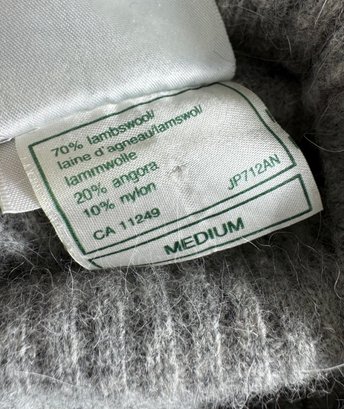 70% lambswool/
laine d'agneau/lamswol/
lammwolle
20% angora
10% nylon
CA 11249 JP712AN
MEDIUM